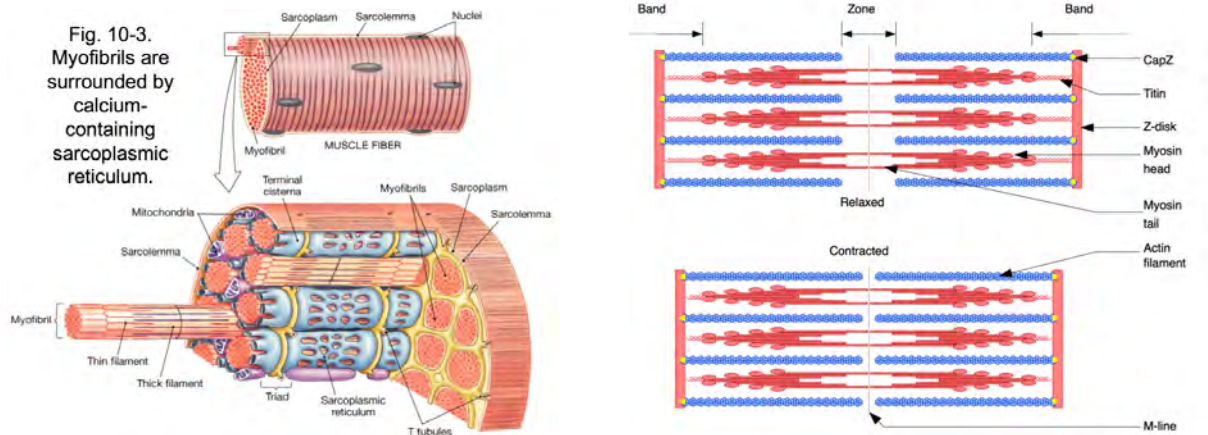 Fig. 10-3.
Myofibrils are
surrounded by
calcium-
containing
sarcoplasmic
reticulum.
Sarcoplasm
Sarcolemma
Nuclei
Myofibril
MUSCLE FIBER
Terminal
cisterna
Myofibrils
Sarcoplasm
Sarcolemma
Mitochondria
Sarcolemma
Myofibril
Thin filament
Thick filament
Triad
Sarcoplasmic
reticulum
T tubules
Band
Zone
Band
CapZ
Titin
Z-disk
Myosin
head
Relaxed
Myosin
tail
Contracted
Actin
filament
M-line